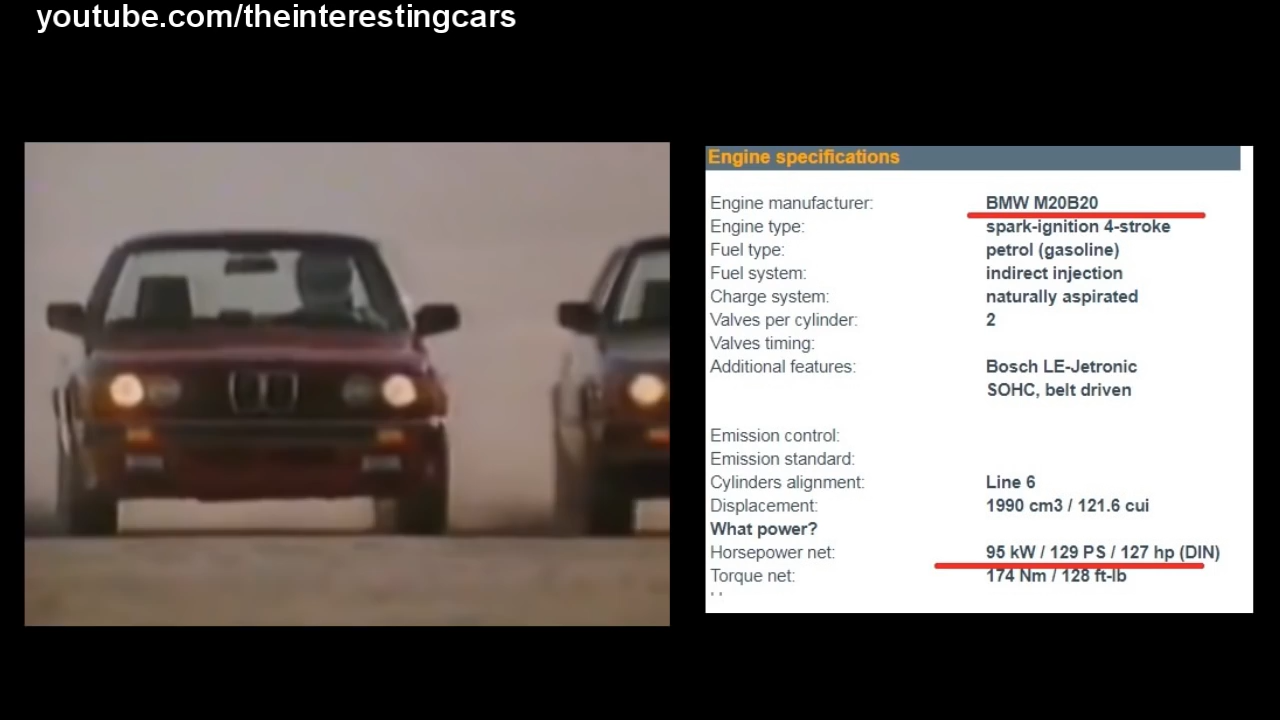 youtube.com/theinterestingcars
Engine specifications
Engine manufacturer: BMW M20B20
Engine type: spark-ignition 4-stroke
Fuel type: petrol (gasoline)
Fuel system: indirect injection
Charge system: naturally aspirated
Valves per cylinder: 2
Valves timing:
Additional features: Bosch LE-Jetronic
SOHC, belt driven
Emission control:
Emission standard:
Cylinders alignment: Line 6
Displacement: 1990 cm3 / 121.6 cui
What power?
Horsepower net: 95 kW / 129 PS / 127 hp (DIN)
Torque net: 174 Nm / 128 ft-lb